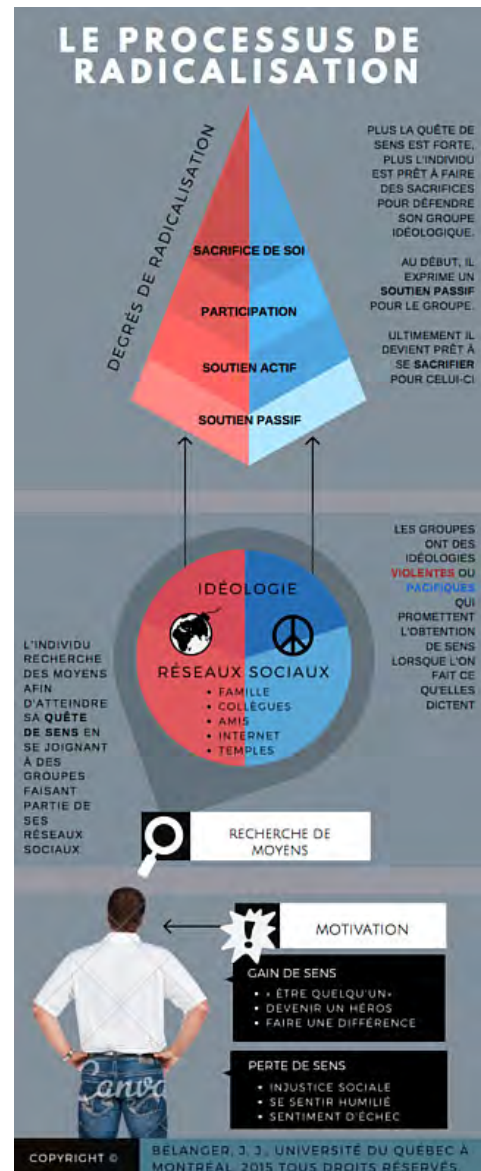 LE PROCESSUS DE
RADICALISATION
DEGRÉS DE RADICALISATION
SACRIFICE DE SOI
PARTICIPATION
SOUTIEN ACTIF
SOUTIEN PASSIF
PLUS LA QUÊTE DE
SENS EST FORTE,
PLUS L'INDIVIDU
EST PRÊT À FAIRE
DES SACRIFICES
POUR DÉFENDRE
SON GROUPE
IDÉOLOGIQUE.
AU DÉBUT, IL
EXPRIME UN
SOUTIEN PASSIF
POUR LE GROUPE.
ULTIMEMENT IL
DEVIENT PRÊT À
SE SACRIFIER
POUR CELUI-CI
IDÉOLOGIE
RÉSEAUX SOCIAUX
• FAMILLE
• COLLÈGUES
• AMIS
• INTERNET
• TEMPLES
LES GROUPES
ONT DES
IDÉOLOGIES
VIOLENTES OU
PACIFIQUES
QUI
PROMETTENT
L'OBTENTION
DE SENS
LORSQUE L'ON
FAIT CE
QU'ELLES
DICTENT
L'INDIVIDU
RECHERCHE
DES MOYENS
AFIN
D'ATTEINDRE
SA QUÊTE
DE SENS EN
SE JOIGNANT
À DES
GROUPES
FAISANT
PARTIE DE
SES
RÉSEAUX
SOCIAUX
RECHERCHE DE
MOYENS
MOTIVATION
GAIN DE SENS
• « ÊTRE QUELQU'UN»
• DEVENIR UN HÉROS
• FAIRE UNE DIFFÉRENCE
PERTE DE SENS
• INJUSTICE SOCIALE
• SE SENTIR HUMILIÉ
• SENTIMENT D'ÉCHEC
Canva
COPYRIGHT ©
BÉLANGER, J. J., UNIVERSITÉ DU QUÉBEC À
MONTRÉAL, 2015 TOUS DROITS RÉSERVÉS